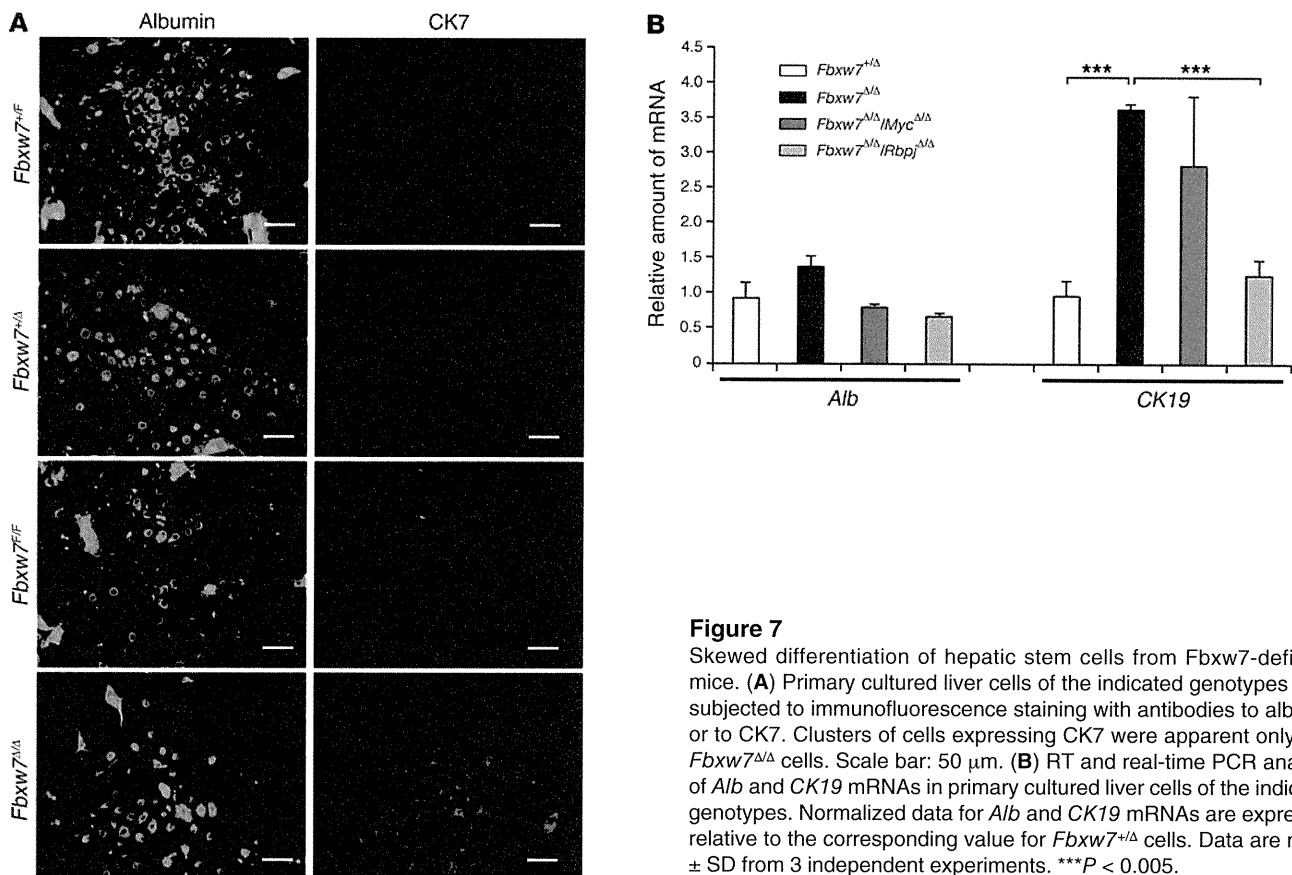 A
Albumin
CK7
Fbxw7+/F
Fbxw7+/Δ
Fbxw7F/F
Fbxw7Δ/Δ
B
4.5
4.0
3.5
3.0
2.5
2.0
1.5
1.0
0.5
0
Relative amount of mRNA
Fbxw7+/Δ
Fbxw7Δ/Δ
Fbxw7Δ/Δ/MycΔ/Δ
Fbxw7Δ/Δ/RbpjΔ/Δ
*** ***
Alb
CK19
Figure 7
Skewed differentiation of hepatic stem cells from Fbxw7-defi
mice. (A) Primary cultured liver cells of the indicated genotypes
subjected to immunofluorescence staining with antibodies to alb
or to CK7. Clusters of cells expressing CK7 were apparent only
Fbxw7Δ/Δ cells. Scale bar: 50 μm. (B) RT and real-time PCR ana
of Alb and CK19 mRNAs in primary cultured liver cells of the indic
genotypes. Normalized data for Alb and CK19 mRNAs are expre
relative to the corresponding value for Fbxw7+/Δ cells. Data are m
± SD from 3 independent experiments. ***P < 0.005.